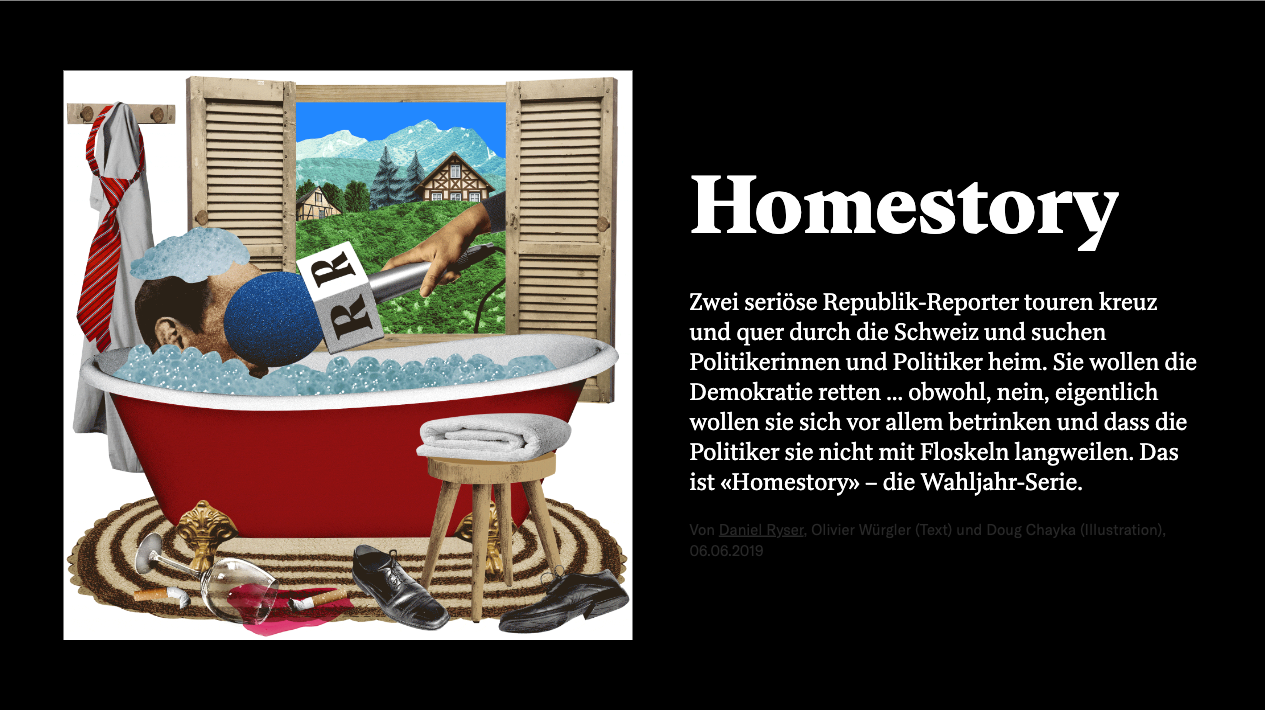 R
R
Homestory
Zwei seriöse Republik-Reporter touren kreuz
und quer durch die Schweiz und suchen
Politikerinnen und Politiker heim. Sie wollen die
Demokratie retten ... obwohl, nein, eigentlich
wollen sie sich vor allem betrinken und dass die
Politiker sie nicht mit Floskeln langweilen. Das
ist «Homestory» – die Wahljahr-Serie.
Von Daniel Ryser, Olivier Würgler (Text) und Doug Chayka (Illustration),
06.06.2019